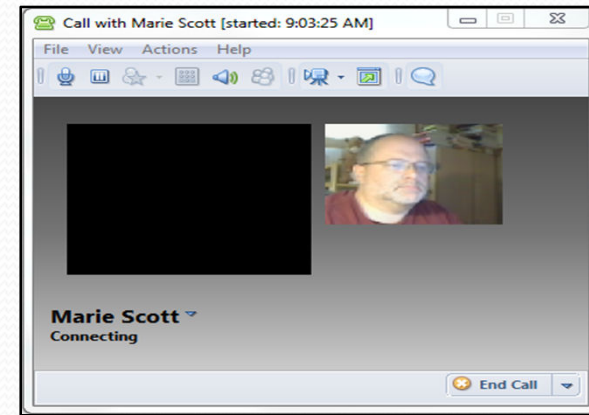 Call with Marie Scott [started: 9:03:25 AM]
File View Actions Help
Marie Scott
Connecting
End Call